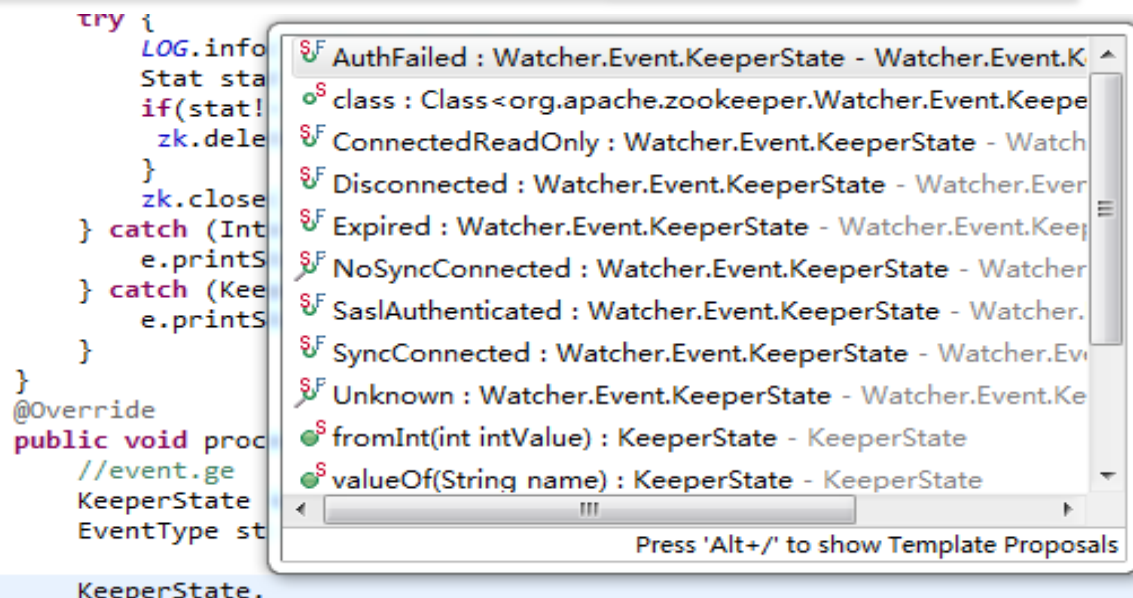 try {
LOG.info
Stat sta
if(stat!
zk.dele
}
zk.close
} catch (Int
e.printS
} catch (Kee
e.printS
}
}
@Override
public void proc
//event.ge
KeeperState
EventType st
KeeperState.
AuthFailed : Watcher.Event.KeeperState - Watcher.Event.K
class : Class<org.apache.zookeeper.Watcher.Event.Keepe
ConnectedReadOnly : Watcher.Event.KeeperState - Watch
Disconnected : Watcher.Event.KeeperState - Watcher.Ever
Expired : Watcher.Event.KeeperState - Watcher.Event.Keep
NoSyncConnected : Watcher.Event.KeeperState - Watcher
SaslAuthenticated : Watcher.Event.KeeperState - Watcher.
SyncConnected : Watcher.Event.KeeperState - Watcher.Ev
Unknown : Watcher.Event.KeeperState - Watcher.Event.Ke
fromInt(int intValue) : KeeperState - KeeperState
valueOf(String name) : KeeperState - KeeperState
Press 'Alt+/' to show Template Proposals